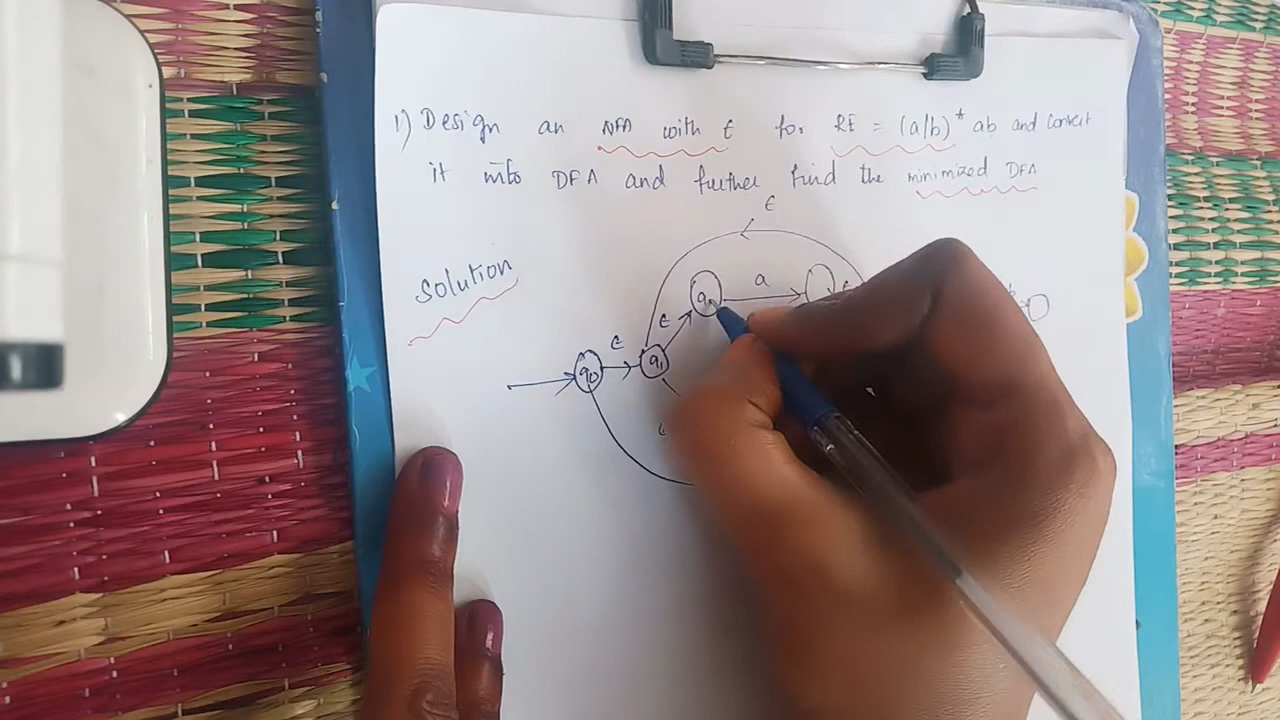 1) Design an NFA with ε for RE = (a/b)* ab and convert
it into DFA and further find the minimized DFA
Solution
ε
a
ε
ε
q0
q1